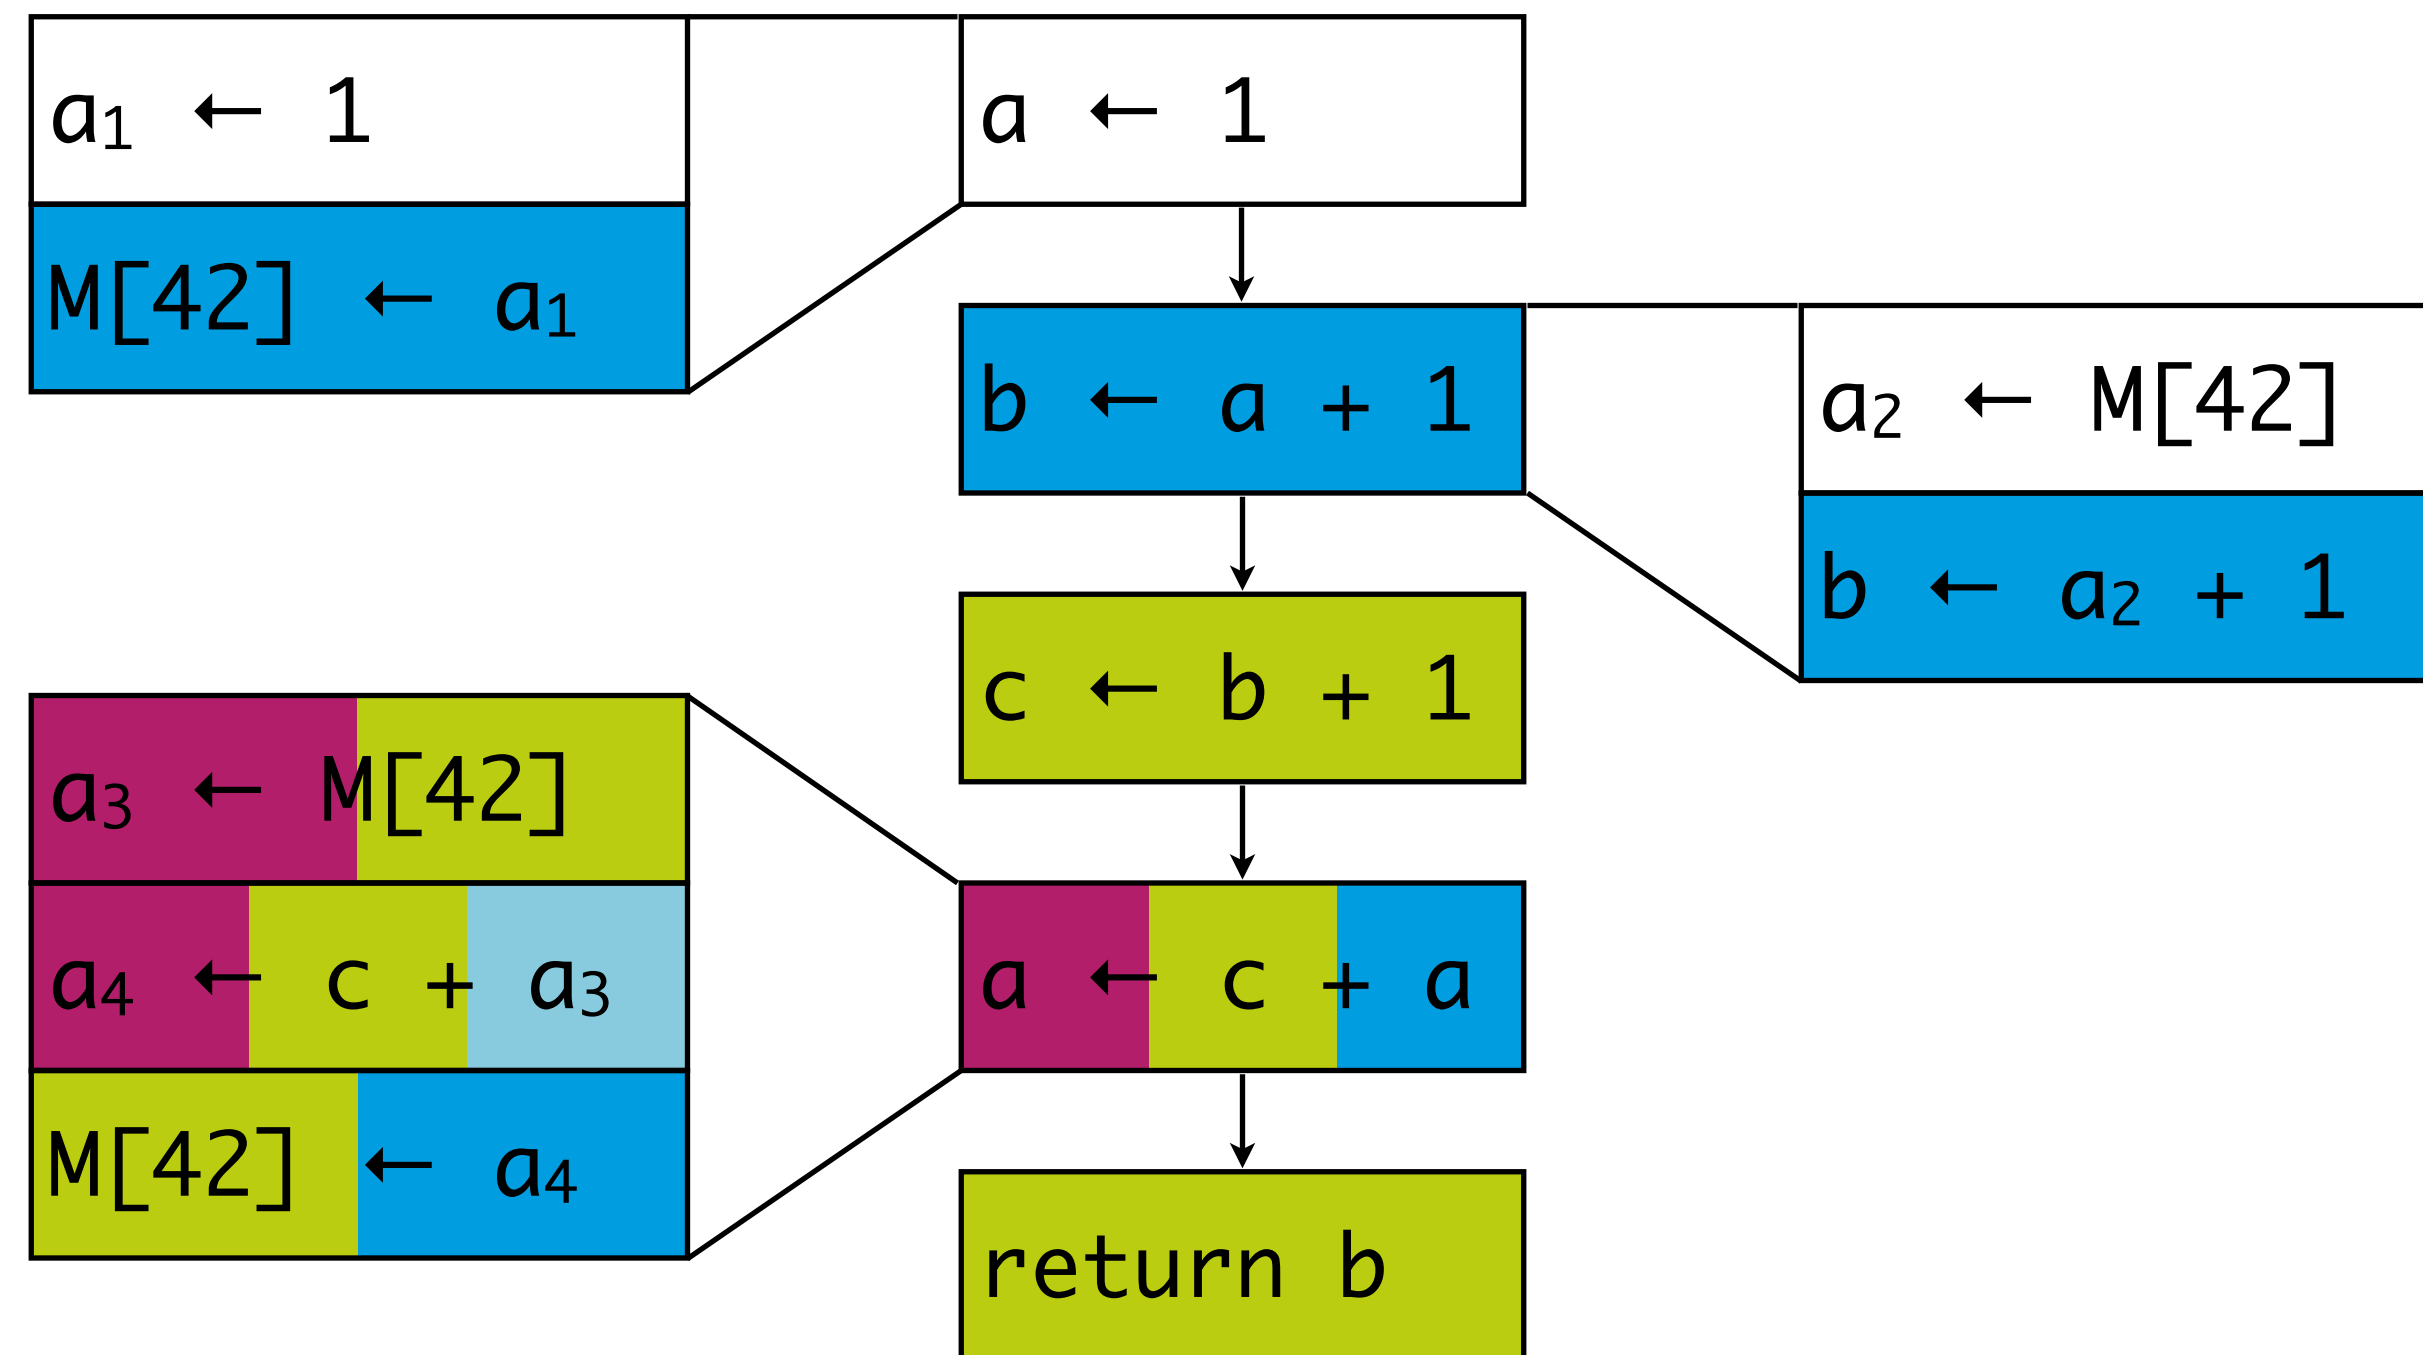 a₁ ← 1
M[42] ← a₁
a ← 1
b ← a + 1
a₂ ← M[42]
b ← a₂ + 1
c ← b + 1
a₃ ← M[42]
a₄ ← c + a₃
M[42] ← a₄
a ← c + a
return b